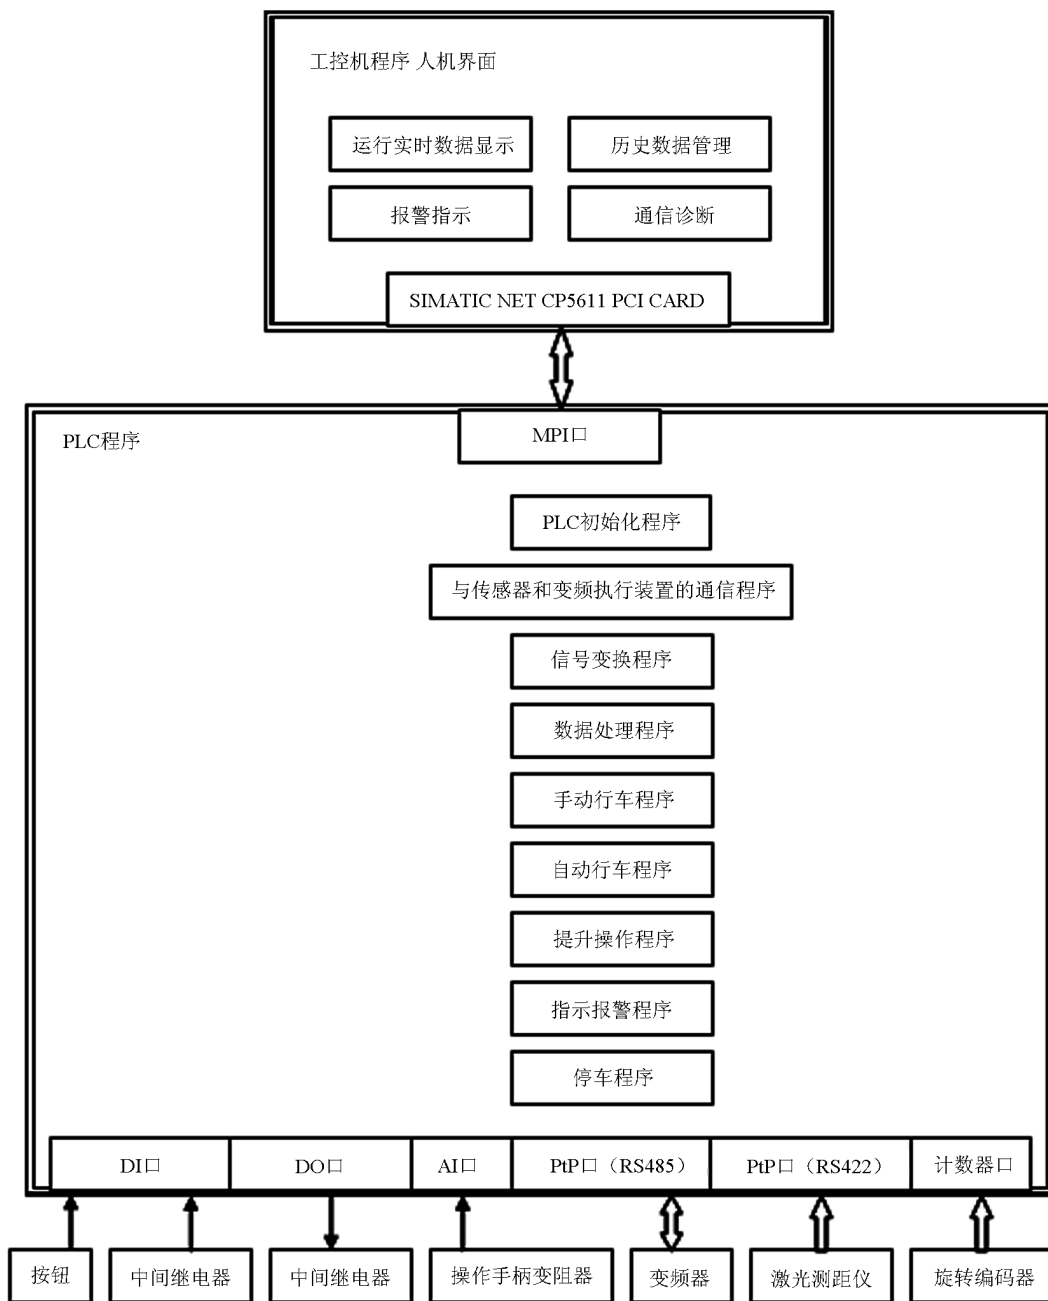 工控机程序 人机界面
运行实时数据显示
历史数据管理
报警指示
通信诊断
SIMATIC NET CP5611 PCI CARD
MPI口
PLC程序
PLC初始化程序
与传感器和变频执行装置的通信程序
信号变换程序
数据处理程序
手动行车程序
自动行车程序
提升操作程序
指示报警程序
停车程序
DI口
DO口
AI口
PtP口（RS485）
PtP口（RS422）
计数器口
按钮
中间继电器
中间继电器
操作手柄变阻器
变频器
激光测距仪
旋转编码器